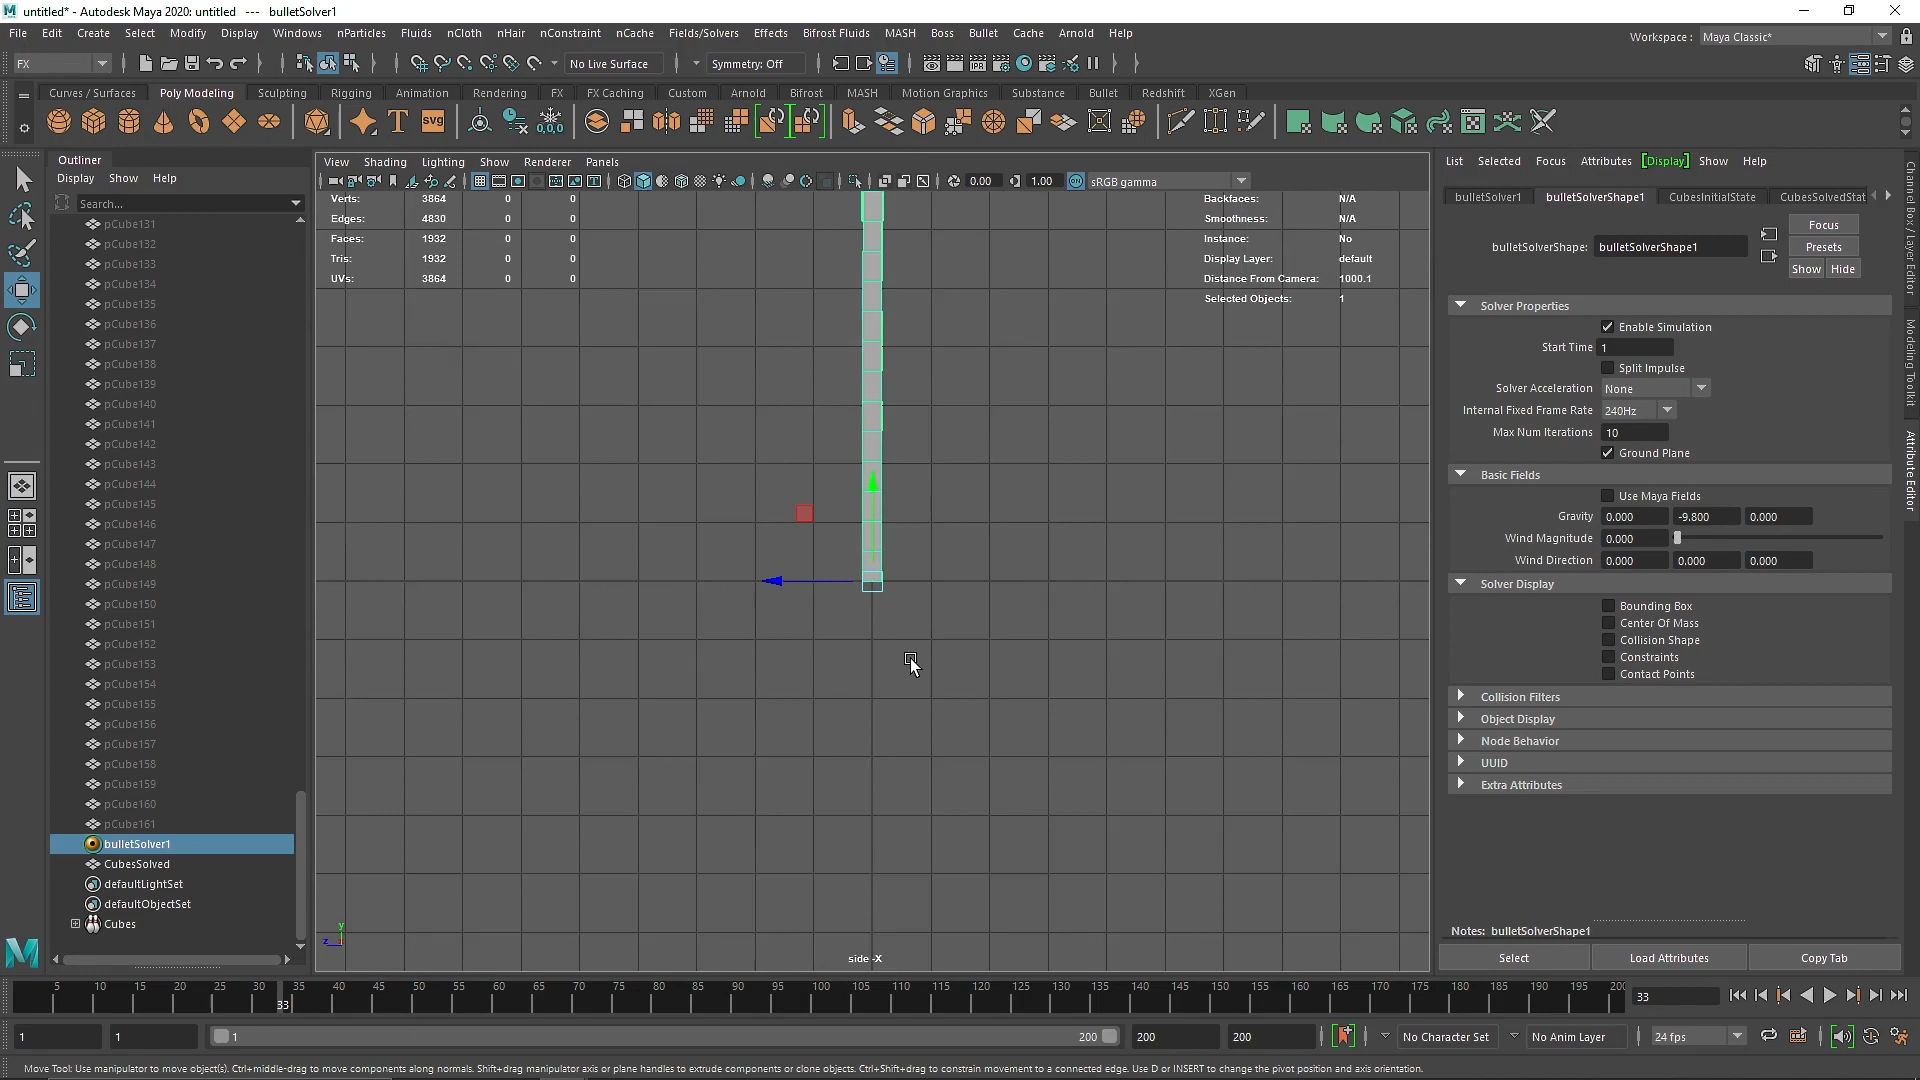 untitled* - Autodesk Maya 2020: untitled --- bulletSolver1
File Edit Create Select Modify Display Windows nParticles Fluids nCloth nHair nConstraint nCache Fields/Solvers Effects Bifrost Fluids MASH Boss Bullet Cache Arnold Help
Workspace : Maya Classic*
FX No Live Surface Symmetry: Off
Curves / Surfaces Poly Modeling Sculpting Rigging Animation Rendering FX FX Caching Custom Arnold Bifrost MASH Motion Graphics Substance Bullet Redshift XGen
T svg 0,0,0
Outliner
Display Show Help
Search...
pCube131
pCube132
pCube133
pCube134
pCube135
pCube136
pCube137
pCube138
pCube139
pCube140
pCube141
pCube142
pCube143
pCube144
pCube145
pCube146
pCube147
pCube148
pCube149
pCube150
pCube151
pCube152
pCube153
pCube154
pCube155
pCube156
pCube157
pCube158
pCube159
pCube160
pCube161
bulletSolver1
CubesSolved
defaultLightSet
defaultObjectSet
Cubes
View Shading Lighting Show Renderer Panels
0.00 1.00 ON sRGB gamma
Verts: 3864 0 0
Edges: 4830 0 0
Faces: 1932 0 0
Tris: 1932 0 0
UVs: 3864 0 0
Backfaces: N/A
Smoothness: N/A
Instance: No
Display Layer: default
Distance From Camera: 1000.1
Selected Objects: 1
y
z
side -X
List Selected Focus Attributes [Display] Show Help
bulletSolver1 bulletSolverShape1 CubesInitialState CubesSolvedStat
bulletSolverShape: bulletSolverShape1
Focus
Presets
Show Hide
Solver Properties
Enable Simulation
Start Time 1
Split Impulse
Solver Acceleration None
Internal Fixed Frame Rate 240Hz
Max Num Iterations 10
Ground Plane
Basic Fields
Use Maya Fields
Gravity 0.000 -9.800 0.000
Wind Magnitude 0.000
Wind Direction 0.000 0.000 0.000
Solver Display
Bounding Box
Center Of Mass
Collision Shape
Constraints
Contact Points
Collision Filters
Object Display
Node Behavior
UUID
Extra Attributes
Notes: bulletSolverShape1
Select Load Attributes Copy Tab
Channel Box / Layer Editor
Modeling Toolkit
Attribute Editor
5 10 15 20 25 30 35 40 45 50 55 60 65 70 75 80 85 90 95 100 105 110 115 120 125 130 135 140 145 150 155 160 165 170 175 180 185 190 195 200
33
33
1 1 1 200 200 200 No Character Set No Anim Layer 24 fps
Move Tool: Use manipulator to move object(s). Ctrl+middle-drag to move components along normals. Shift+drag manipulator axis or plane handles to extrude components or clone objects. Ctrl+Shift+drag to constrain movement to a connected edge. Use D or INSERT to change the pivot position and axis orientation.